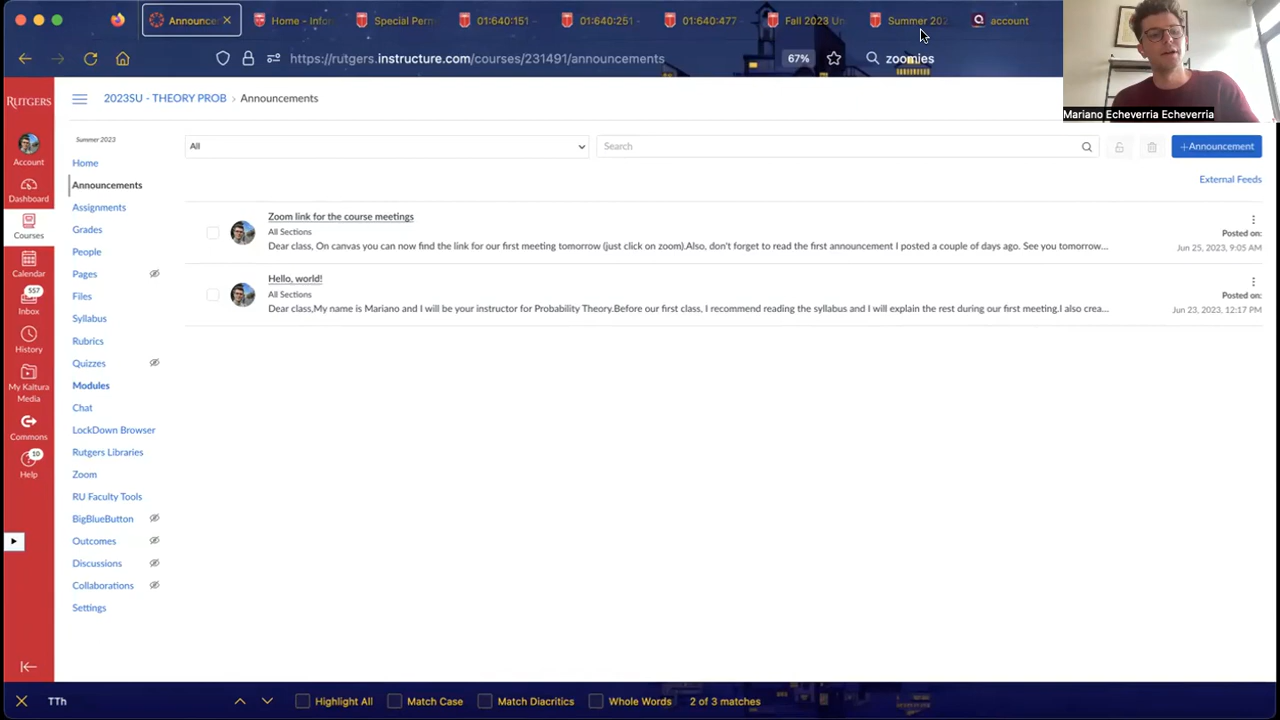 Announcem
Home - Infor
Special Perm
01:640:151 -
01:640:251 -
01:640:477 -
Fall 2023 Un
Summer 202
account
https://rutgers.instructure.com/courses/231491/announcements
67%
zoomies
Mariano Echeverria Echeverria
RUTGERS
2023SU - THEORY PROB › Announcements
Account
Dashboard
Courses
Calendar
557
Inbox
History
My Kaltura
Media
Commons
10
Help
Summer 2023
Home
Announcements
Assignments
Grades
People
Pages
Files
Syllabus
Rubrics
Quizzes
Modules
Chat
LockDown Browser
Rutgers Libraries
Zoom
RU Faculty Tools
BigBlueButton
Outcomes
Discussions
Collaborations
Settings
All
Search
+Announcement
External Feeds
Zoom link for the course meetings
All Sections
Dear class, On canvas you can now find the link for our first meeting tomorrow (just click on zoom).Also, don't forget to read the first announcement I posted a couple of days ago. See you tomorrow...
Posted on:
Jun 25, 2023, 9:05 AM
Hello, world!
All Sections
Dear class,My name is Mariano and I will be your instructor for Probability Theory.Before our first class, I recommend reading the syllabus and I will explain the rest during our first meeting.I also crea...
Posted on:
Jun 23, 2023, 12:17 PM
TTh
Highlight All
Match Case
Match Diacritics
Whole Words
2 of 3 matches